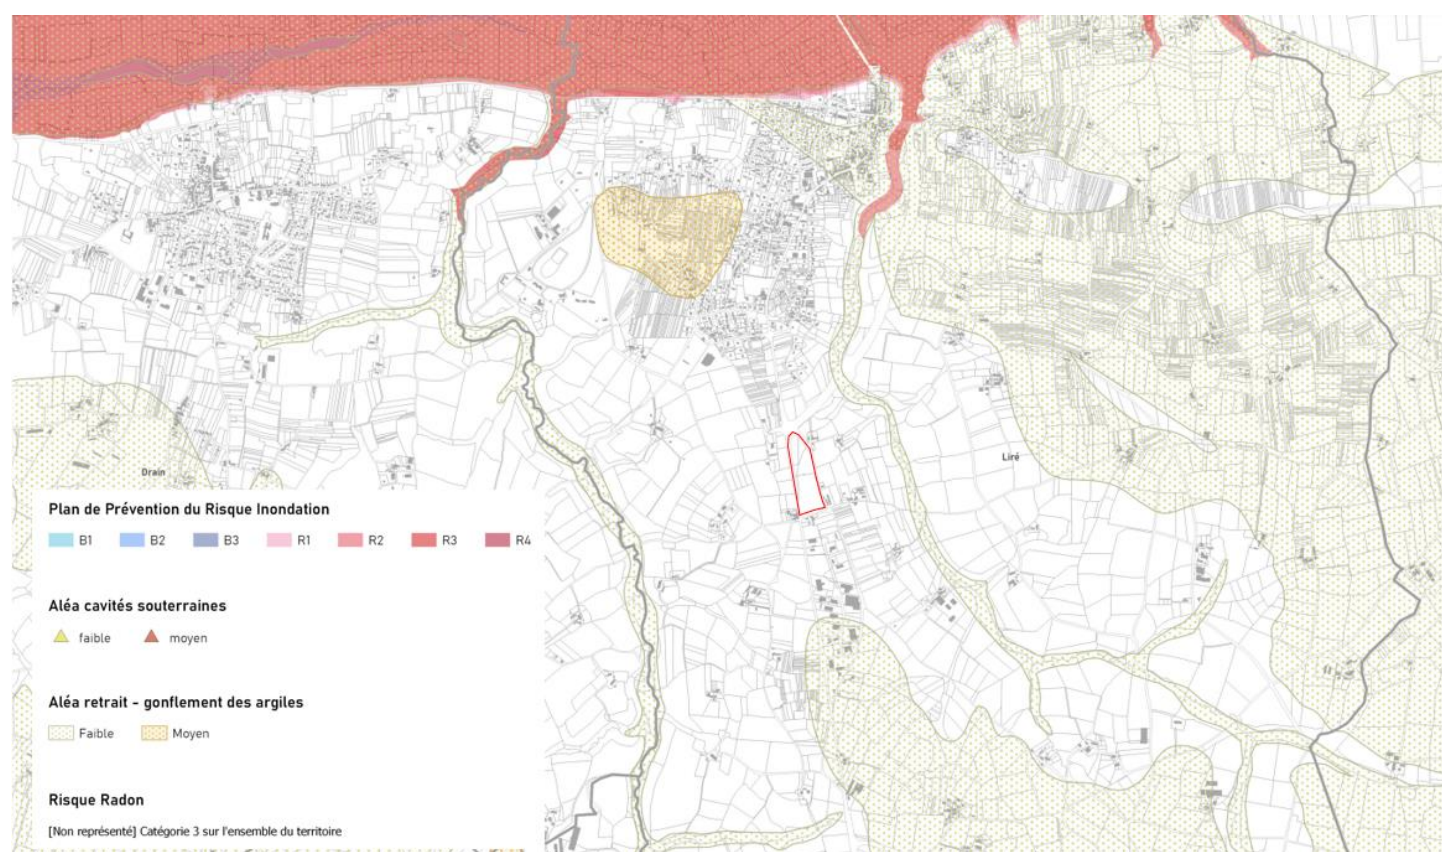 Drain
Liré
Plan de Prévention du Risque Inondation
B1 B2 B3 R1 R2 R3 R4
Aléa cavités souterraines
faible moyen
Aléa retrait - gonflement des argiles
Faible Moyen
Risque Radon
[Non représenté] Catégorie 3 sur l'ensemble du territoire